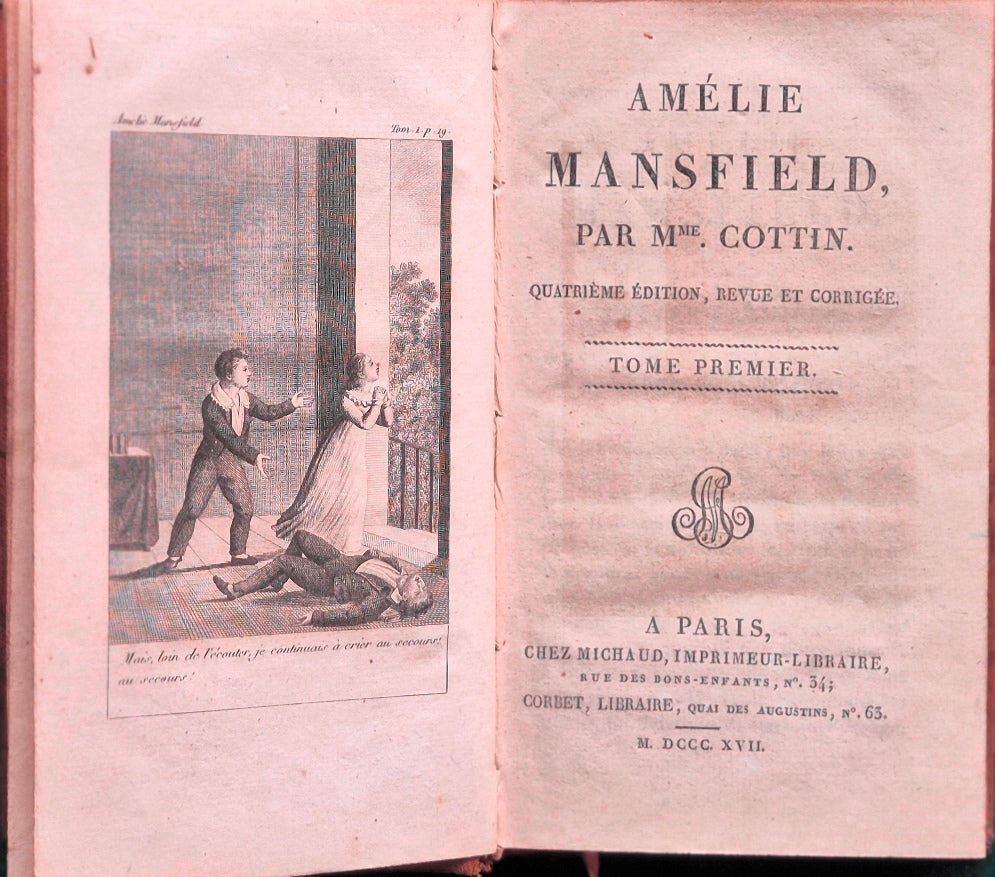 Amélie Mansfield.
Tom. 1. p. 19.
Mais, loin de l'écouter, je continuais à crier au secours!
au secours!
AMÉLIE
MANSFIELD,
PAR MME. COTTIN.
QUATRIÈME ÉDITION, REVUE ET CORRIGÉE.
TOME PREMIER.
A PARIS,
CHEZ MICHAUD, IMPRIMEUR-LIBRAIRE,
RUE DES BONS-ENFANTS, N°. 34;
CORBET, LIBRAIRE, QUAI DES AUGUSTINS, N°. 63.
M. DCCC. XVII.